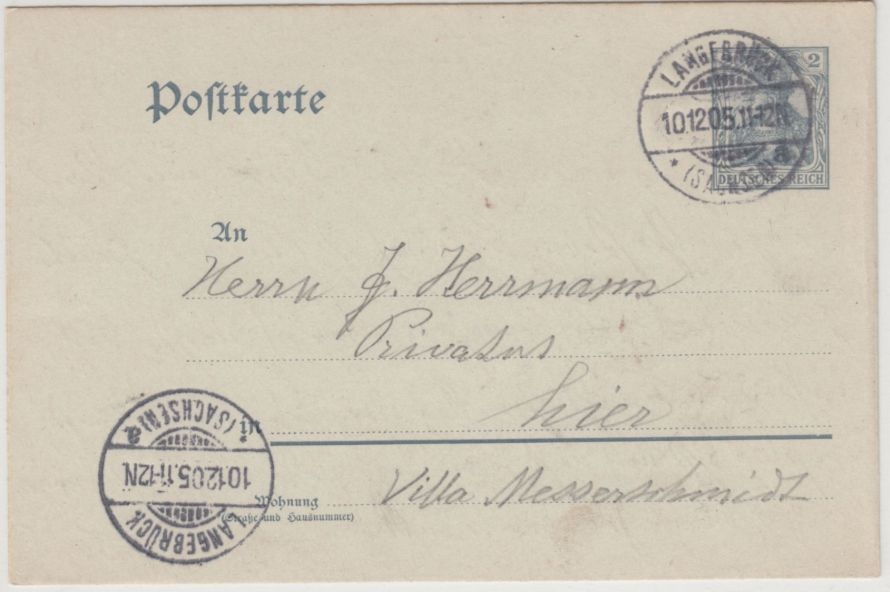 Postkarte
LANGEBRÜCK
10.12.05.11-12N.
* (SACHSEN) a
2
DEUTSCHES REICH
An
Herrn J. Herrmann
Privatus
in hier
Wohnung Villa Messerschmidt
(Straße und Hausnummer)
* (SACHSEN) a
10.12.05.11-12N.
LANGEBRÜCK